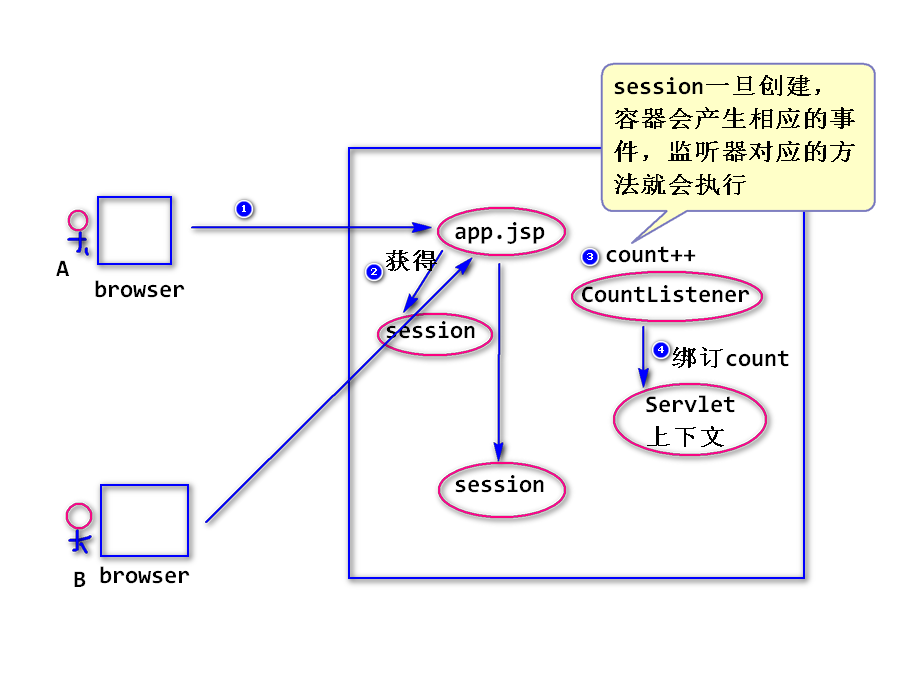 session一旦创建，
容器会产生相应的事
件，监听器对应的方
法就会执行
1
app.jsp
A
browser
2 获得
3 count++
CountListener
session
4 绑订count
Servlet
上下文
session
B browser